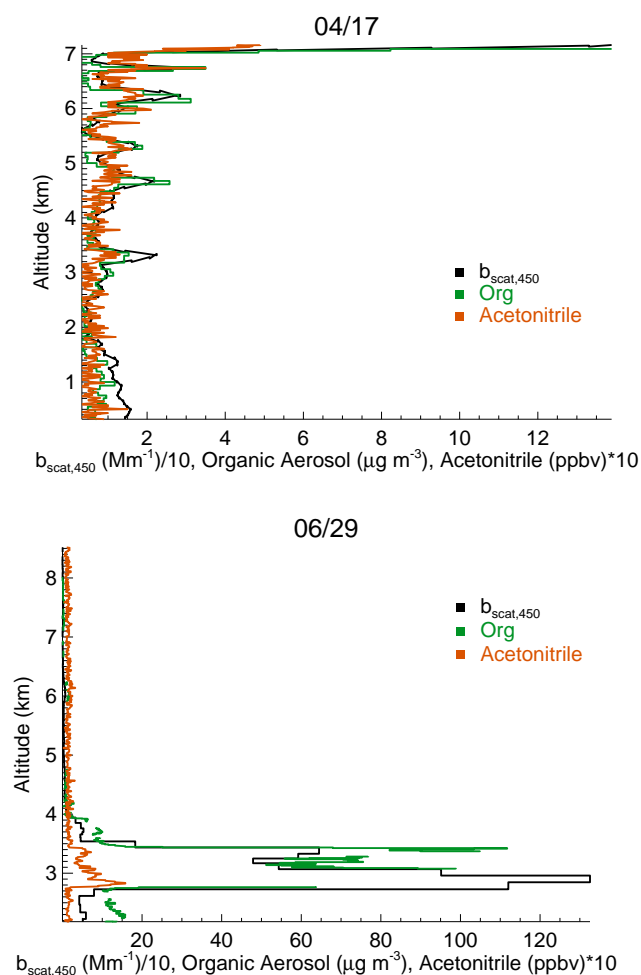 04/17
7
6
5
4
3
2
1
Altitude (km)
b_scat,450
Org
Acetonitrile
2 4 6 8 10 12
b_scat,450 (Mm⁻¹)/10, Organic Aerosol (μg m⁻³), Acetonitrile (ppbv)*10
06/29
8
7
6
5
4
3
Altitude (km)
b_scat,450
Org
Acetonitrile
20 40 60 80 100 120
b_scat,450 (Mm⁻¹)/10, Organic Aerosol (μg m⁻³), Acetonitrile (ppbv)*10